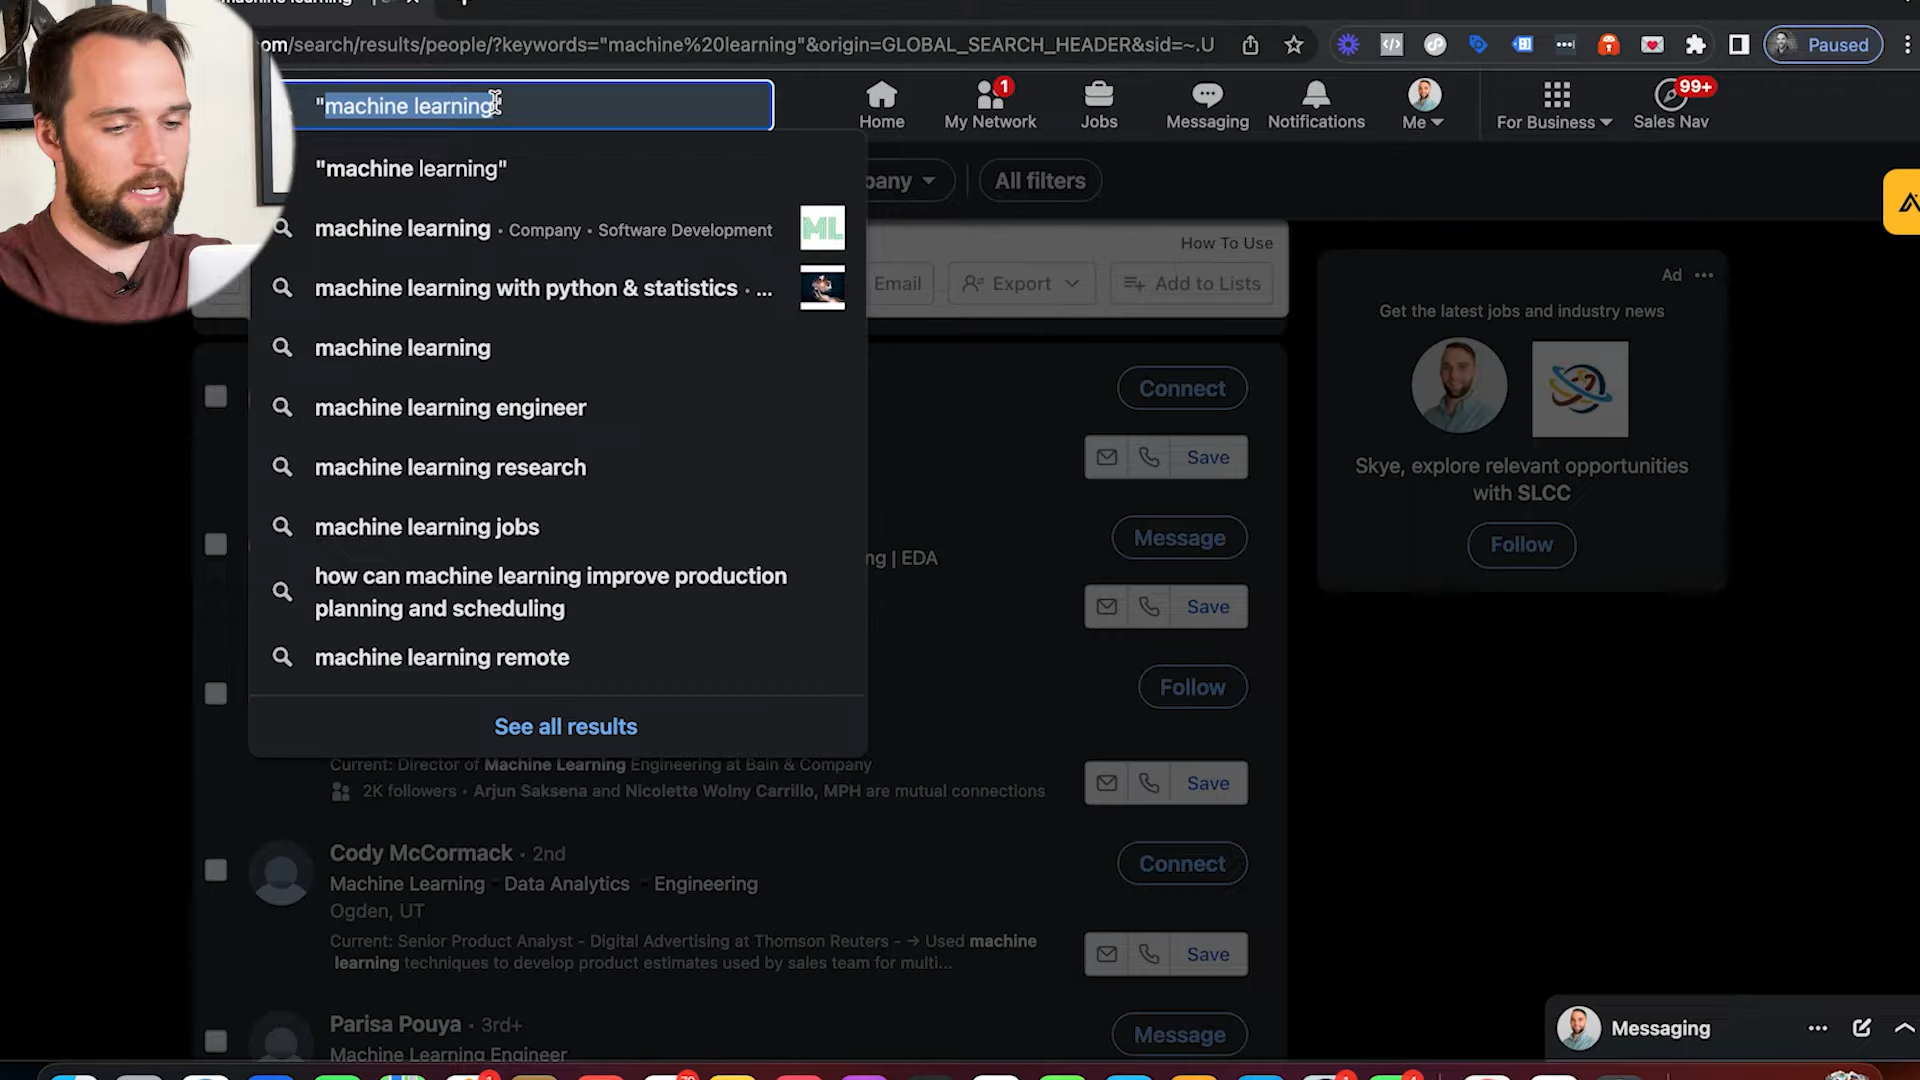 om/search/results/people/?keywords="machine%20learning"&origin=GLOBAL_SEARCH_HEADER&sid=~.U
Paused
"machine learning"
Home
1
My Network
Jobs
Messaging
Notifications
Me
For Business
99+
Sales Nav
"machine learning"
All filters
machine learning • Company • Software Development
ML
How To Use
machine learning with python & statistics • ...
Email
Export
Add to Lists
machine learning
machine learning engineer
machine learning research
machine learning jobs
how can machine learning improve production
planning and scheduling
machine learning remote
See all results
Connect
Save
Message
ng | EDA
Save
Follow
Current: Director of Machine Learning Engineering at Bain & Company
2K followers • Arjun Saksena and Nicolette Wolny Carrillo, MPH are mutual connections
Save
Cody McCormack • 2nd
Connect
Machine Learning - Data Analytics - Engineering
Ogden, UT
Current: Senior Product Analyst - Digital Advertising at Thomson Reuters - → Used machine
learning techniques to develop product estimates used by sales team for multi...
Save
Parisa Pouya • 3rd+
Message
Machine Learning Engineer
Ad
Get the latest jobs and industry news
Skye, explore relevant opportunities
with SLCC
Follow
Messaging